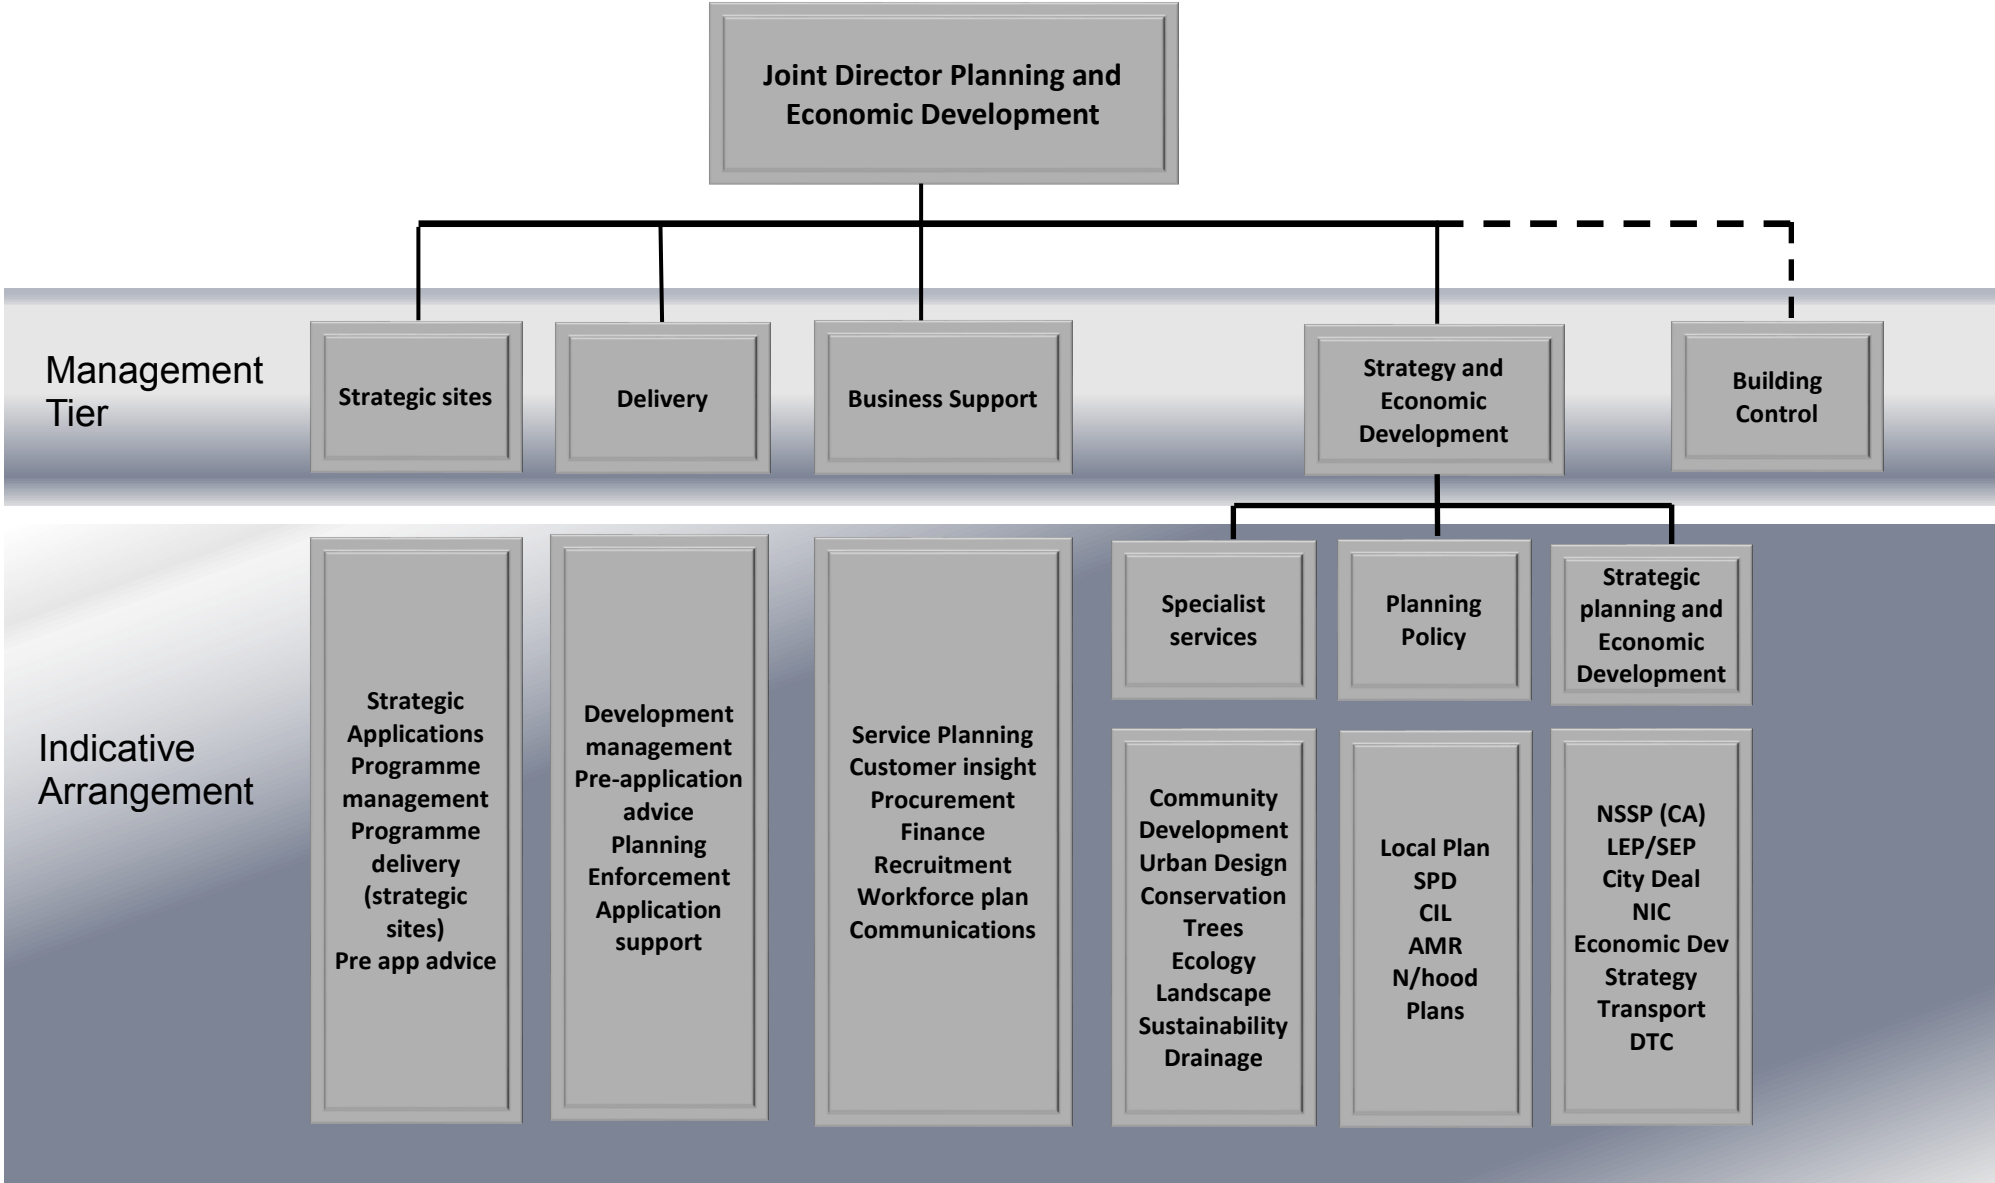 Joint Director Planning and
Economic Development
Management
Tier
Strategic sites
Delivery
Business Support
Strategy and
Economic
Development
Building
Control
Indicative
Arrangement
Strategic
Applications
Programme
management
Programme
delivery
(strategic
sites)
Pre app advice
Development
management
Pre-application
advice
Planning
Enforcement
Application
support
Service Planning
Customer insight
Procurement
Finance
Recruitment
Workforce plan
Communications
Specialist
services
Community
Development
Urban Design
Conservation
Trees
Ecology
Landscape
Sustainability
Drainage
Planning
Policy
Local Plan
SPD
CIL
AMR
N/hood
Plans
Strategic
planning and
Economic
Development
NSSP (CA)
LEP/SEP
City Deal
NIC
Economic Dev
Strategy
Transport
DTC